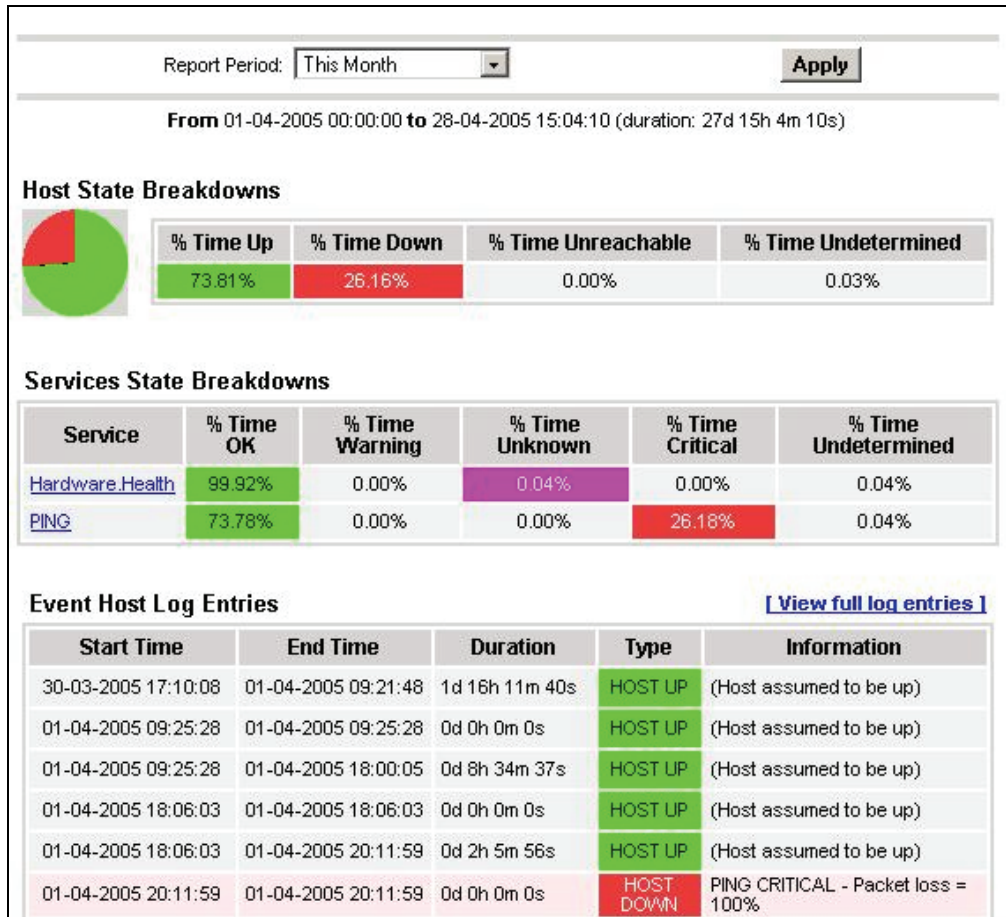 Report Period: This Month Apply
From 01-04-2005 00:00:00 to 28-04-2005 15:04:10 (duration: 27d 15h 4m 10s)
Host State Breakdowns
% Time Up % Time Down % Time Unreachable % Time Undetermined
73.81% 26.16% 0.00% 0.03%
Services State Breakdowns
Service % Time OK % Time Warning % Time Unknown % Time Critical % Time Undetermined
Hardware.Health 99.92% 0.00% 0.04% 0.00% 0.04%
PING 73.78% 0.00% 0.00% 26.18% 0.04%
Event Host Log Entries [ View full log entries ]
Start Time End Time Duration Type Information
30-03-2005 17:10:08 01-04-2005 09:21:48 1d 16h 11m 40s HOST UP (Host assumed to be up)
01-04-2005 09:25:28 01-04-2005 09:25:28 0d 0h 0m 0s HOST UP (Host assumed to be up)
01-04-2005 09:25:28 01-04-2005 18:00:05 0d 8h 34m 37s HOST UP (Host assumed to be up)
01-04-2005 18:06:03 01-04-2005 18:06:03 0d 0h 0m 0s HOST UP (Host assumed to be up)
01-04-2005 18:06:03 01-04-2005 20:11:59 0d 2h 5m 56s HOST UP (Host assumed to be up)
01-04-2005 20:11:59 01-04-2005 20:11:59 0d 0h 0m 0s HOST DOWN PING CRITICAL - Packet loss = 100%